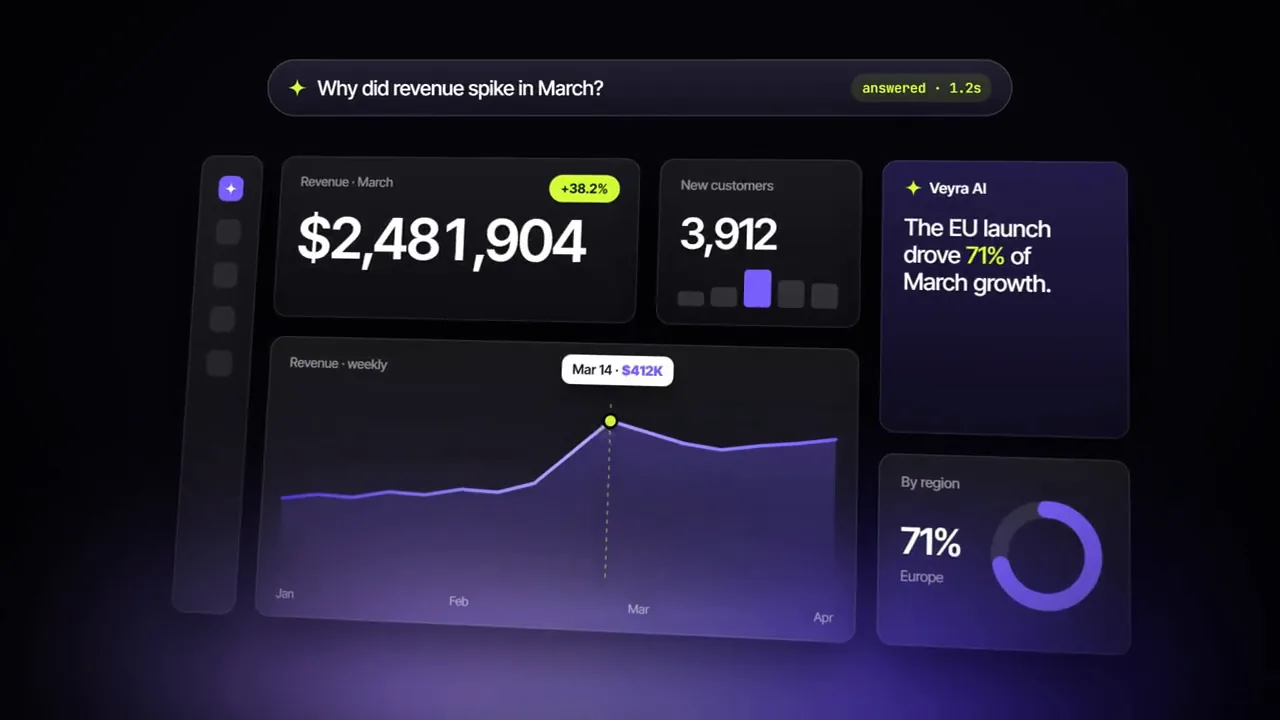 Why did revenue spike in March?
answered · 1.2s
Revenue · March
+38.2%
$2,481,904
New customers
3,912
Veyra AI
The EU launch
drove 71% of
March growth.
Revenue · weekly
Mar 14 · $412K
Jan
Feb
Mar
Apr
By region
71%
Europe